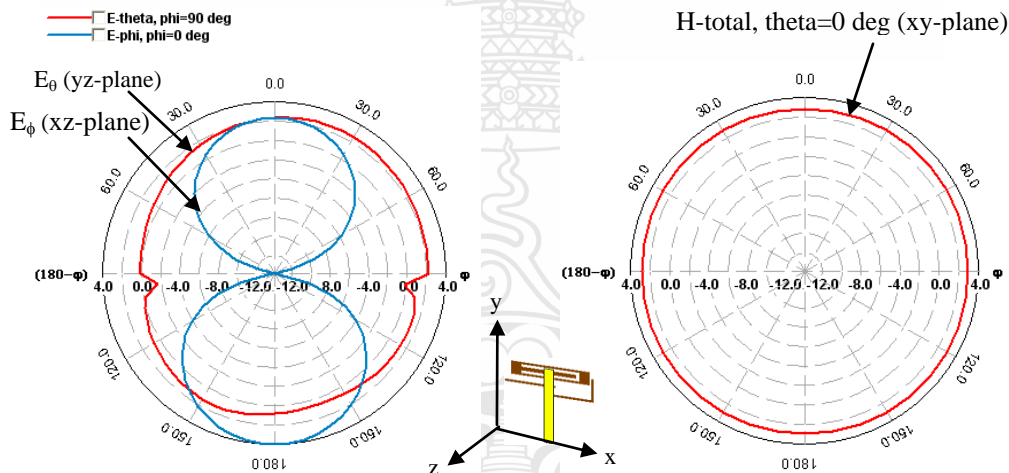 E-theta, phi=90 deg
E-phi, phi=0 deg
H-total, theta=0 deg (xy-plane)
Eθ (yz-plane)
Eϕ (xz-plane)
0.0
30.0
30.0
60.0
60.0
(180-φ)
φ
4.0 0.0 -4.0 -8.0 -12.0 -12.0 -8.0 -4.0 0.0 4.0
120.0
120.0
150.0
150.0
180.0
0.0
30.0
30.0
60.0
60.0
(180-φ)
φ
4.0 0.0 -4.0 -8.0 -12.0 -12.0 -8.0 -4.0 0.0 4.0
120.0
120.0
150.0
150.0
180.0
y
x
z